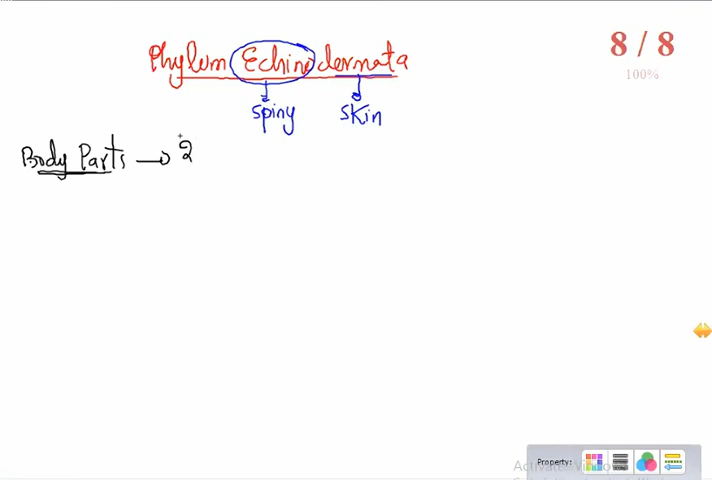 Phylum Echinodermata
8 / 8
100%
spiny skin
Body Parts → 2
Property: